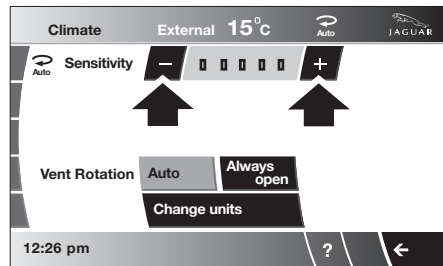 Climate External 15°c Auto JAGUAR
Auto Sensitivity - +
Vent Rotation Auto Always open
Change units
12:26 pm ?